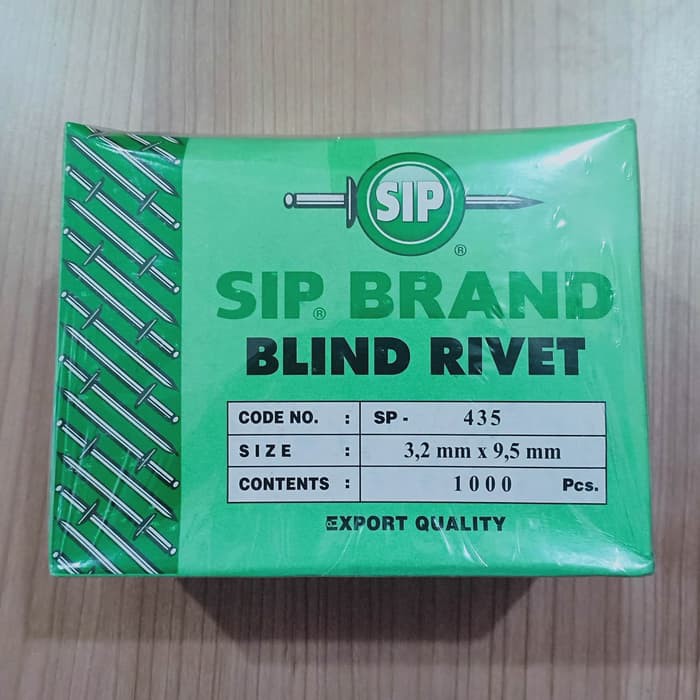 SIP
®
SIP® BRAND
BLIND RIVET
CODE NO. : SP - 435
SIZE : 3,2 mm x 9,5 mm
CONTENTS : 1000 Pcs.
EXPORT QUALITY